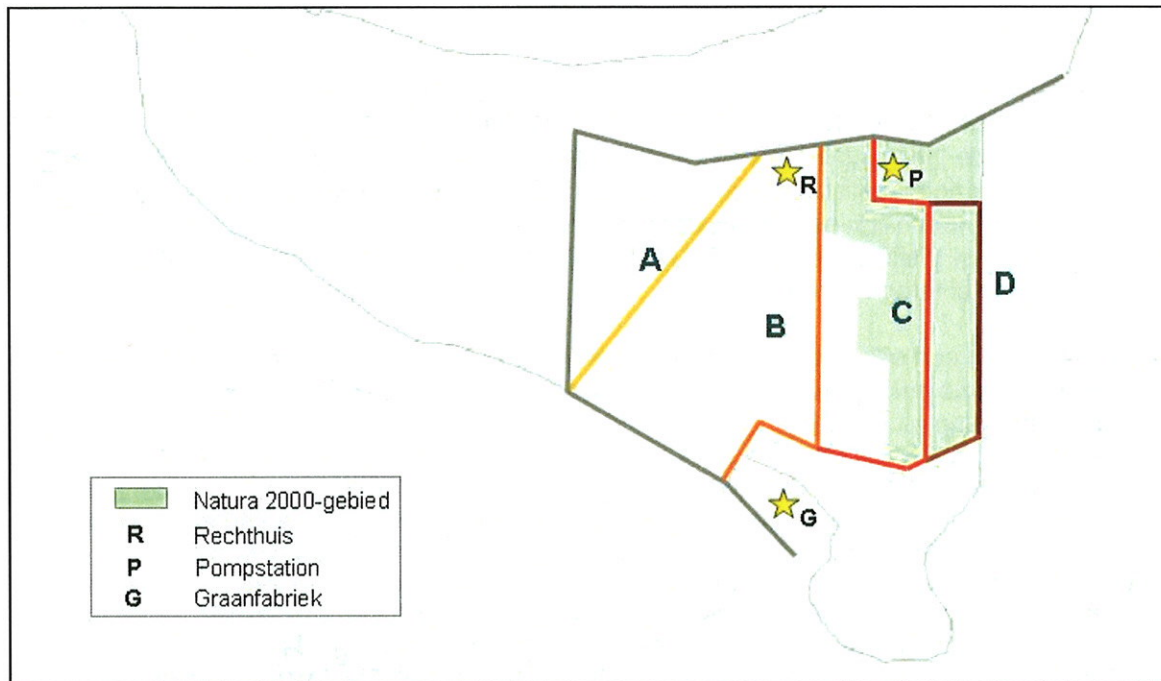 R
P
A
D
C
B
G
Natura 2000-gebied
R Rechthuis
P Pompstation
G Graanfabriek